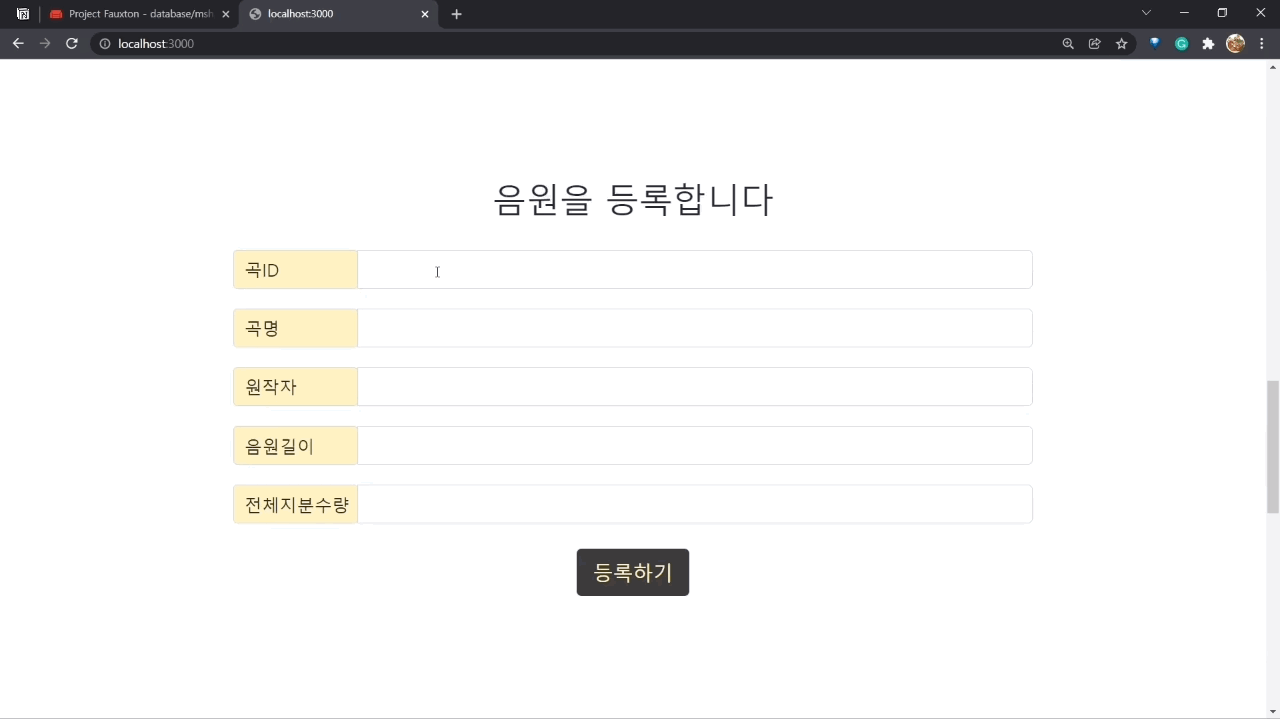 Project Fauxton - database/msh
localhost:3000
localhost:3000
음원을 등록합니다
곡ID
곡명
원작자
음원길이
전체지분수량
등록하기